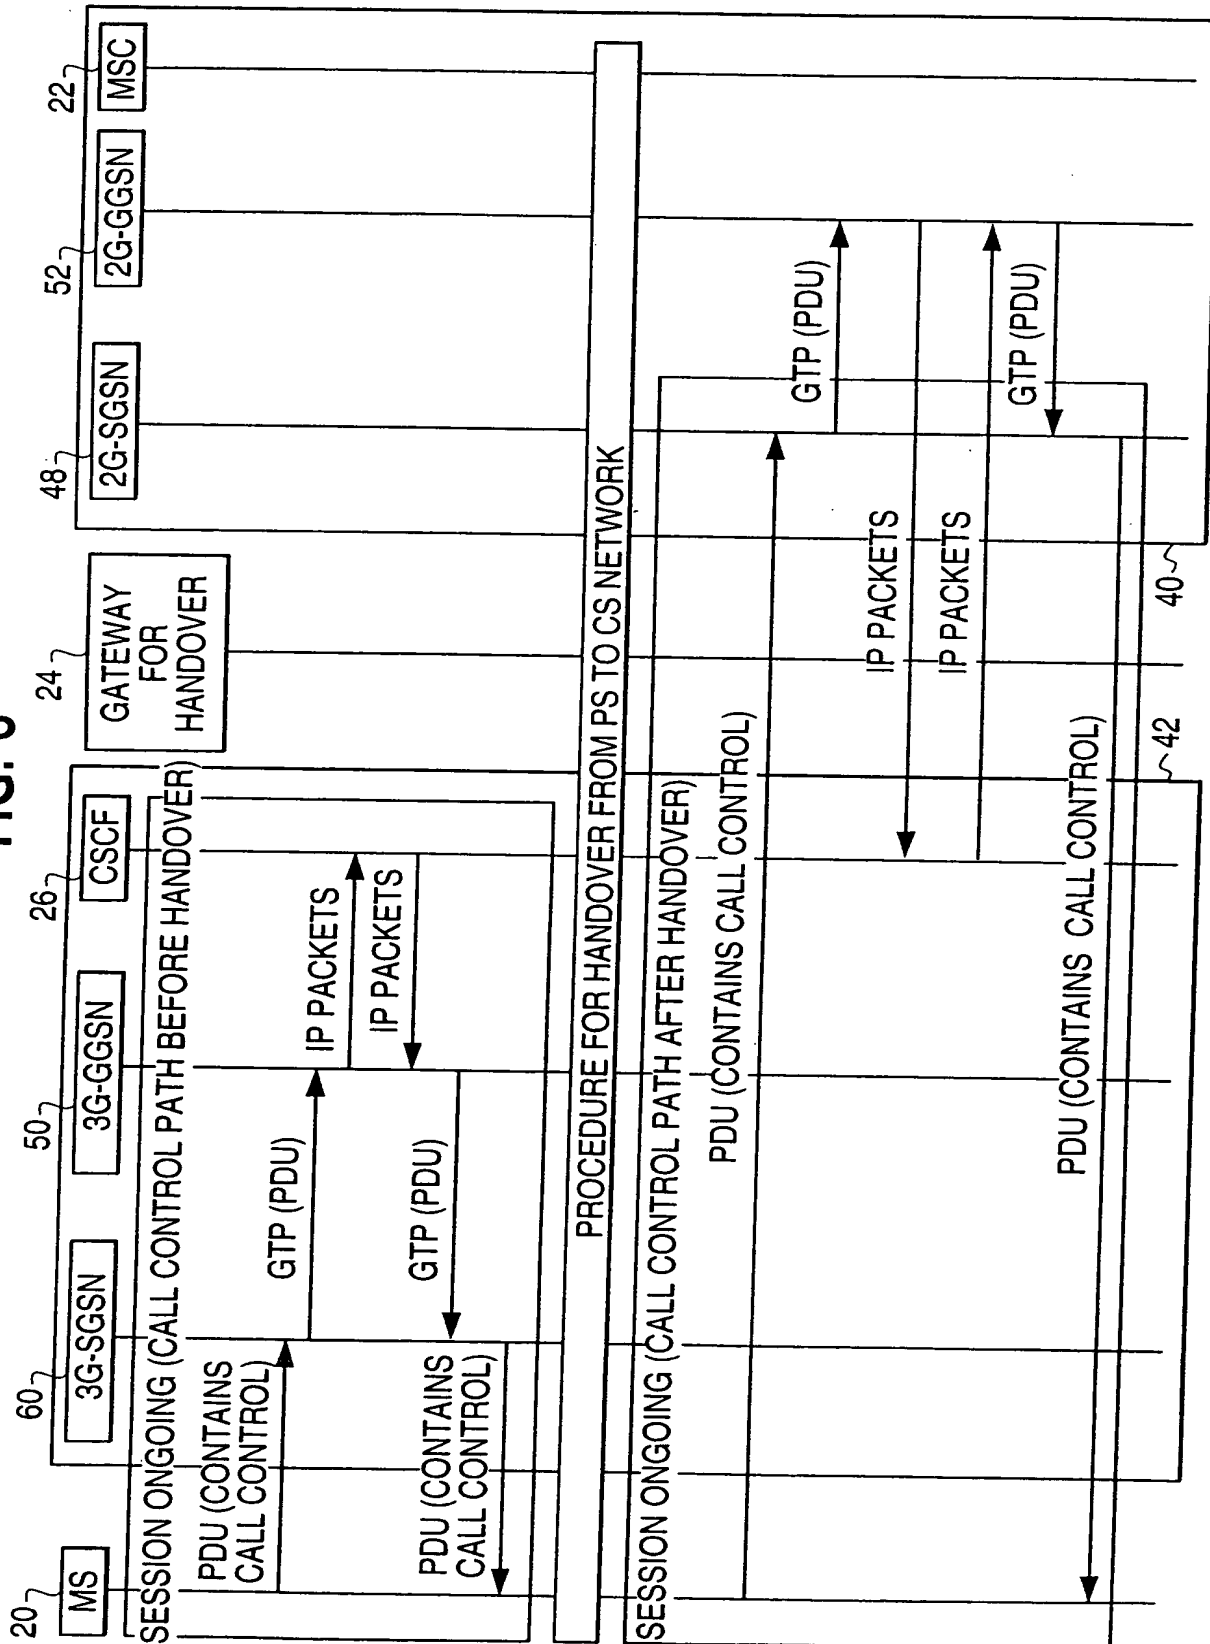 20
MS
60
3G-SGSN
50
3G-GGSN
26
CSCF
24
GATEWAY
FOR
HANDOVER
48
2G-SGSN
52
2G-GGSN
22
MSC
SESSION ONGOING (CALL CONTROL PATH BEFORE HANDOVER)
PDU (CONTAINS
CALL CONTROL)
GTP (PDU)
IP PACKETS
IP PACKETS
GTP (PDU)
PDU (CONTAINS
CALL CONTROL)
PROCEDURE FOR HANDOVER FROM PS TO CS NETWORK
SESSION ONGOING (CALL CONTROL PATH AFTER HANDOVER)
PDU (CONTAINS CALL CONTROL)
GTP (PDU)
IP PACKETS
IP PACKETS
GTP (PDU)
PDU (CONTAINS CALL CONTROL)
42
40